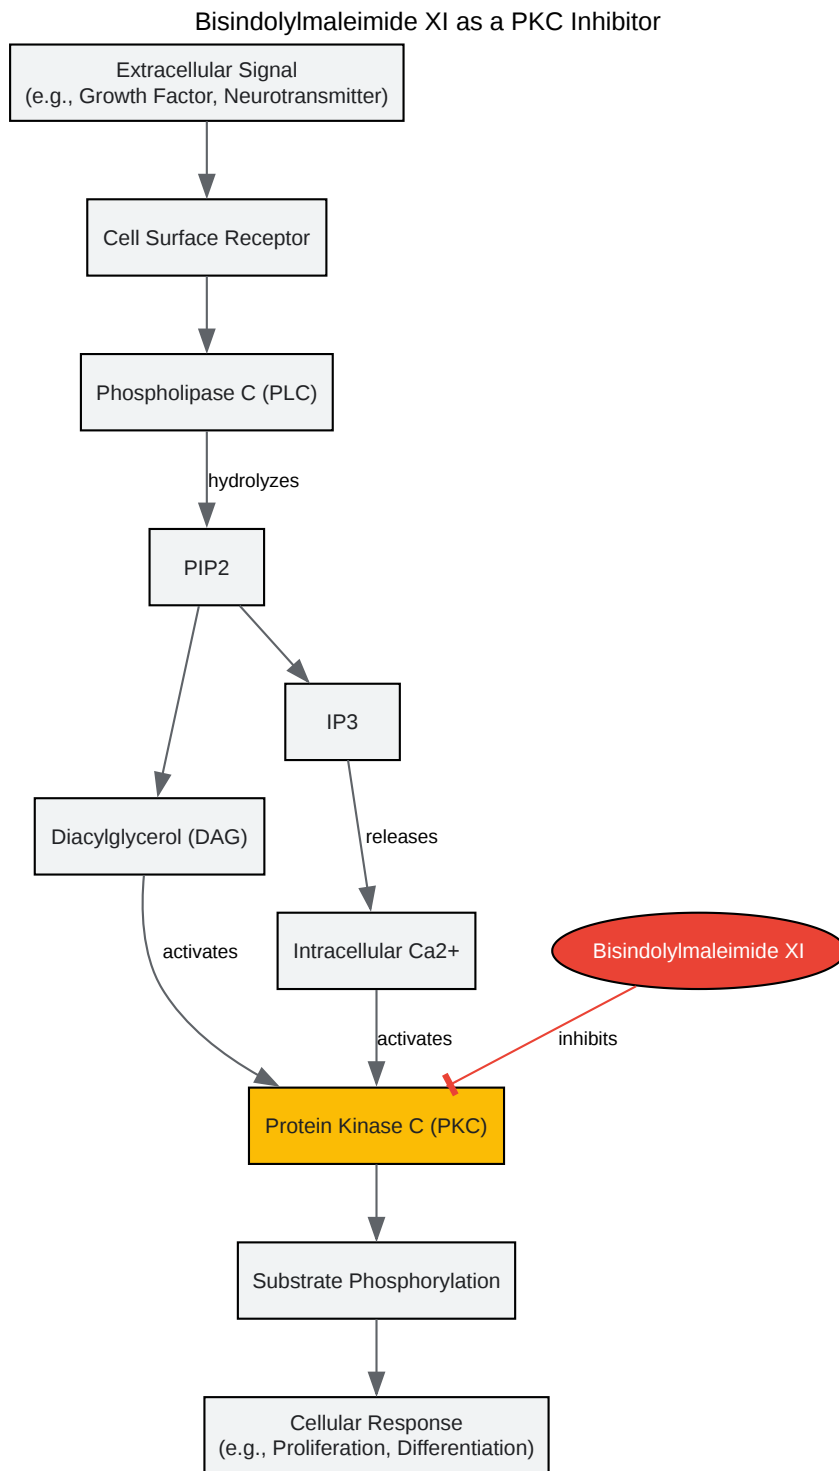 Bisindolylmaleimide XI as a PKC Inhibitor
Extracellular Signal
(e.g., Growth Factor, Neurotransmitter)
Cell Surface Receptor
Phospholipase C (PLC)
hydrolyzes
PIP2
IP3
Diacylglycerol (DAG)
releases
activates
Intracellular Ca2+
Bisindolylmaleimide XI
activates
inhibits
Protein Kinase C (PKC)
Substrate Phosphorylation
Cellular Response
(e.g., Proliferation, Differentiation)